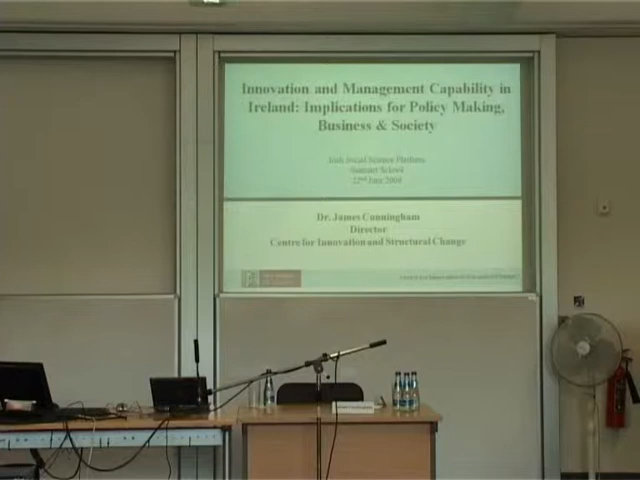 Innovation and Management Capability in
Ireland: Implications for Policy Making,
Business & Society
Irish Social Science Platform
Summer School
Dr. James Cunningham
Director
Centre for Innovation and Structural Change